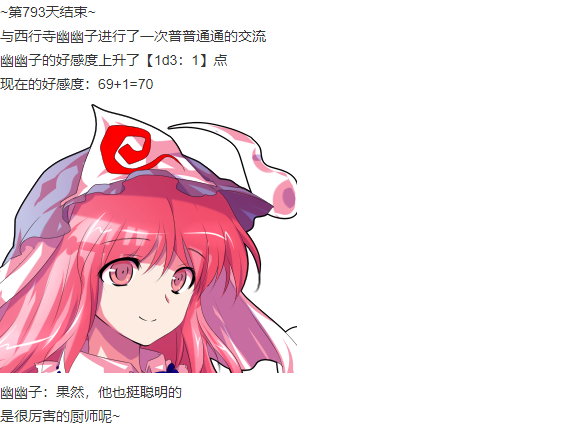 ~第793天结束~
与西行寺幽幽子进行了一次普普通通的交流
幽幽子的好感度上升了【1d3：1】点
现在的好感度：69+1=70
幽幽子：果然，他也挺聪明的
是很厉害的厨师呢~